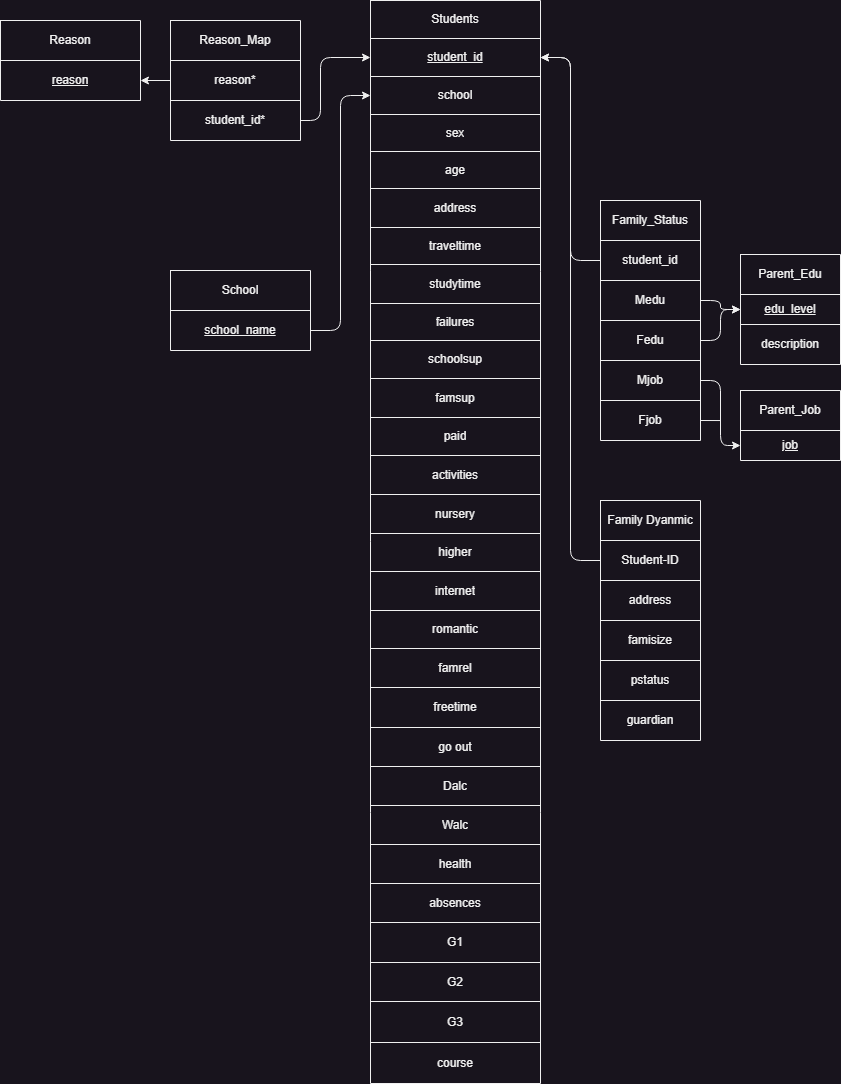 Reason
reason
Reason_Map
reason*
student_id*
School
school_name
Students
student_id
school
sex
age
address
traveltime
studytime
failures
schoolsup
famsup
paid
activities
nursery
higher
internet
romantic
famrel
freetime
go out
Dalc
Walc
health
absences
G1
G2
G3
course
Family_Status
student_id
Medu
Fedu
Mjob
Fjob
Parent_Edu
edu_level
description
Parent_Job
job
Family Dyanmic
Student-ID
address
famisize
pstatus
guardian